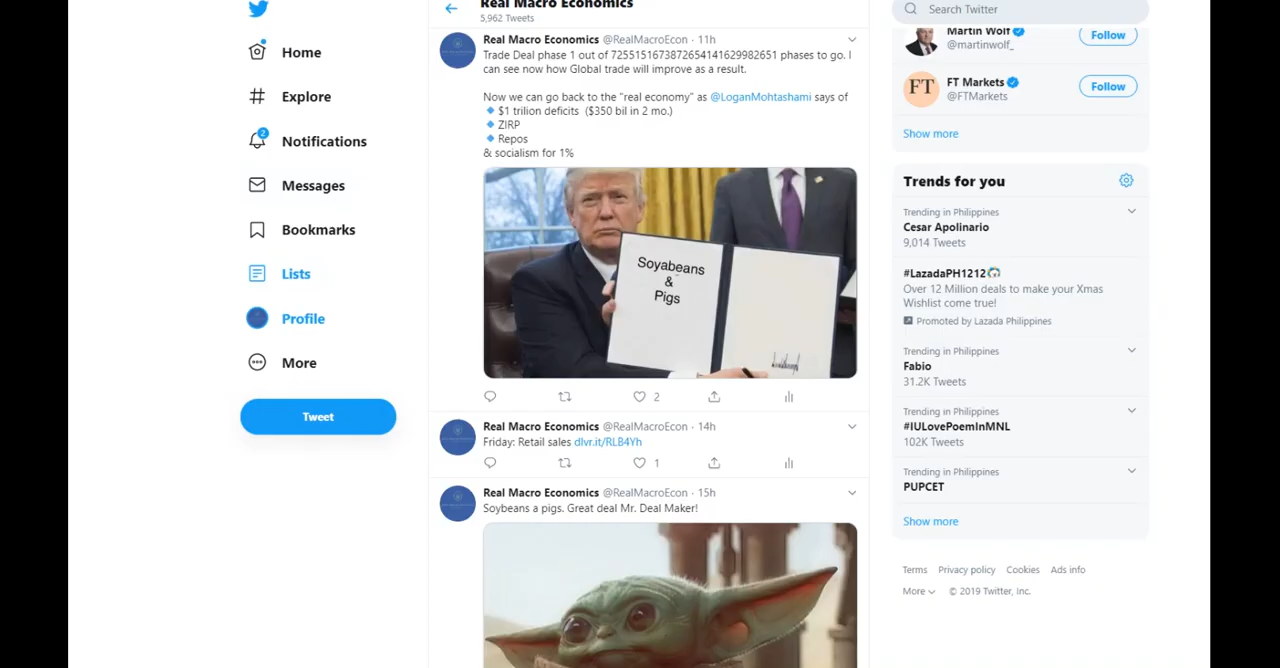 Home
Explore
2
Notifications
Messages
Bookmarks
Lists
Profile
More
Tweet
Real Macro Economics
5,962 Tweets
Real Macro Economics @RealMacroEcon · 11h
Trade Deal phase 1 out of 7255151673872654141629982651 phases to go. I
can see now how Global trade will improve as a result.
Now we can go back to the "real economy" as @LoganMohtashami says of
$1 trilion deficits ($350 bil in 2 mo.)
ZIRP
Repos
& socialism for 1%
Soyabeans
&
Pigs
2
Real Macro Economics @RealMacroEcon · 14h
Friday: Retail sales dlvr.it/RLB4Yh
1
Real Macro Economics @RealMacroEcon · 15h
Soybeans a pigs. Great deal Mr. Deal Maker!
Search Twitter
Martin Wolf
@martinwolf_
Follow
FT
FT Markets
@FTMarkets
Follow
Show more
Trends for you
Trending in Philippines
Cesar Apolinario
9,014 Tweets
#LazadaPH1212
Over 12 Million deals to make your Xmas
Wishlist come true!
Promoted by Lazada Philippines
Trending in Philippines
Fabio
31.2K Tweets
Trending in Philippines
#IULovePoemInMNL
102K Tweets
Trending in Philippines
PUPCET
Show more
Terms Privacy policy Cookies Ads info
More © 2019 Twitter, Inc.